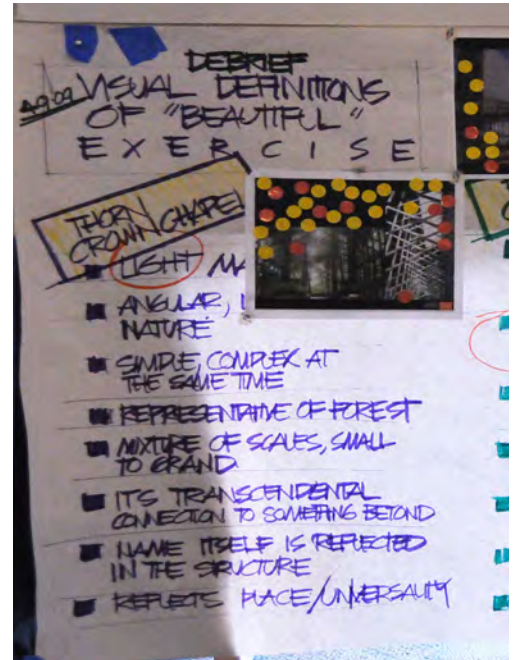 DEBRIEF
4.9.09
VISUAL DEFINITIONS
OF "BEAUTIFUL"
EXERCISE
THORN
CROWN CHAPEL
LIGHT
ANGULAR,
NATURE
SIMPLE, COMPLEX AT
THE SAME TIME
REPRESENTATIVE OF FOREST
MIXTURE OF SCALES, SMALL
TO GRAND
ITS TRANSCENDENTAL
CONNECTION TO SOMETHING BEYOND
NAME ITSELF IS REFLECTED
IN THE STRUCTURE
REFLECTS PLACE/UNIVERSALITY